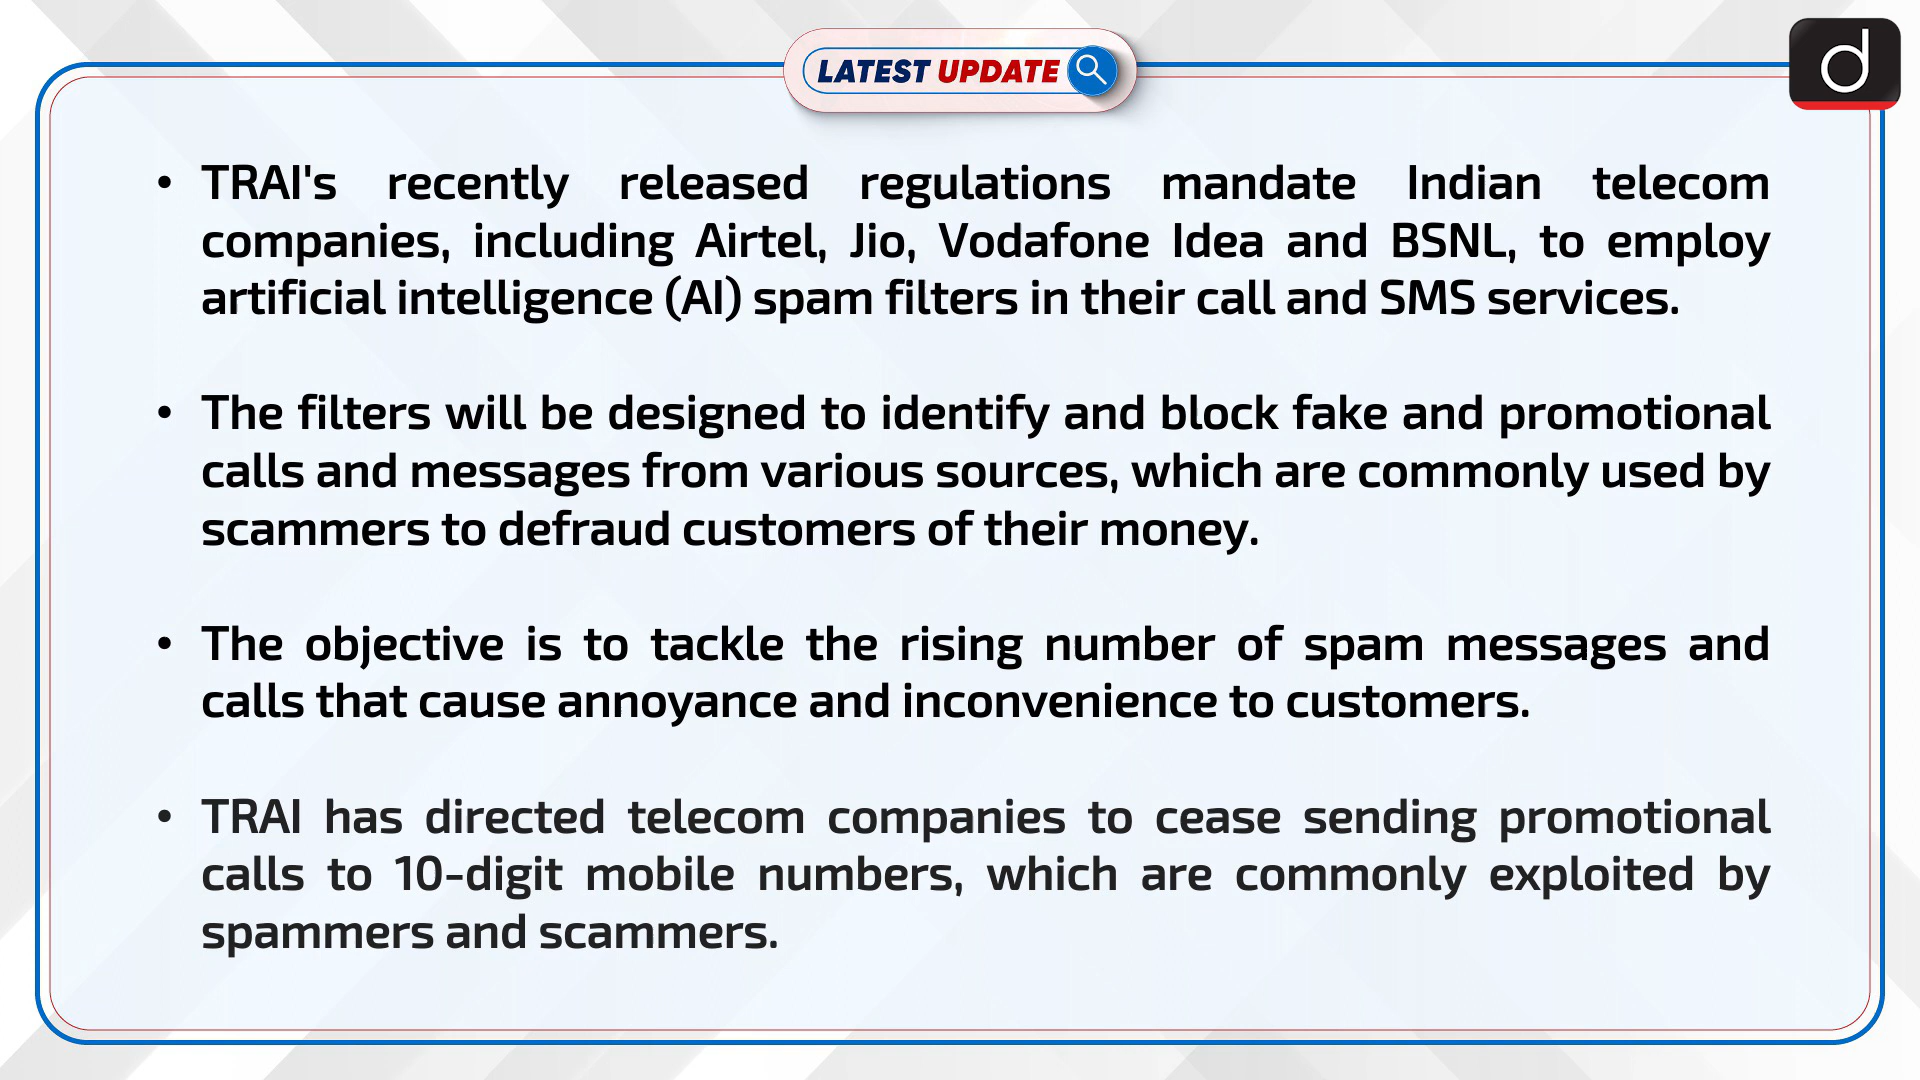 LATEST UPDATE
d
• TRAI's recently released regulations mandate Indian telecom
companies, including Airtel, Jio, Vodafone Idea and BSNL, to employ
artificial intelligence (AI) spam filters in their call and SMS services.
• The filters will be designed to identify and block fake and promotional
calls and messages from various sources, which are commonly used by
scammers to defraud customers of their money.
• The objective is to tackle the rising number of spam messages and
calls that cause annoyance and inconvenience to customers.
• TRAI has directed telecom companies to cease sending promotional
calls to 10-digit mobile numbers, which are commonly exploited by
spammers and scammers.